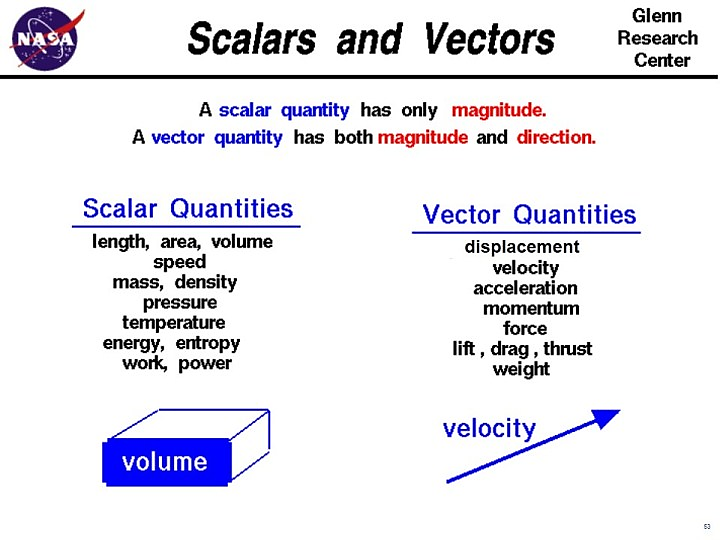 NASA
Scalars and Vectors
Glenn
Research
Center
A scalar quantity has only magnitude.
A vector quantity has both magnitude and direction.
Scalar Quantities
length, area, volume
speed
mass, density
pressure
temperature
energy, entropy
work, power
volume
Vector Quantities
displacement
velocity
acceleration
momentum
force
lift , drag , thrust
weight
velocity
53